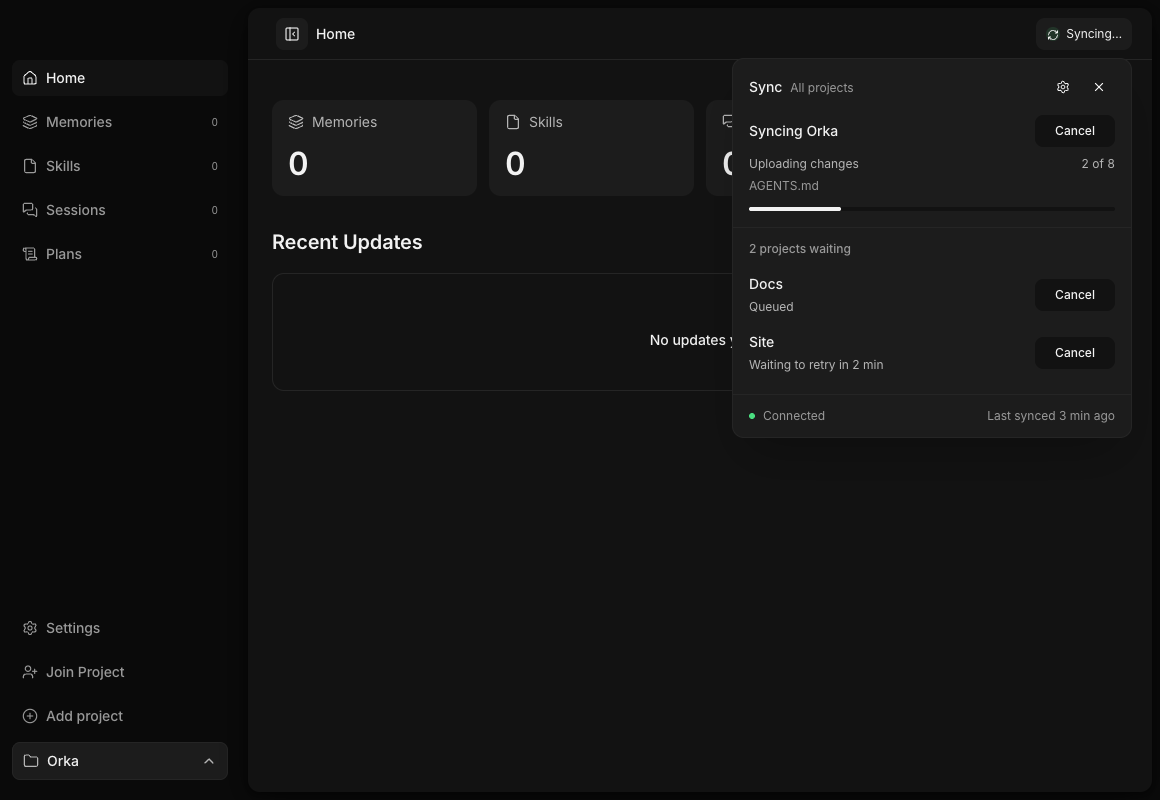 Home
Memories 0
Skills 0
Sessions 0
Plans 0
Settings
Join Project
Add project
Orka
Home
Syncing...
Memories
0
Skills
0
Recent Updates
No updates
Sync All projects
Syncing Orka
Cancel
Uploading changes 2 of 8
AGENTS.md
2 projects waiting
Docs
Queued
Cancel
Site
Waiting to retry in 2 min
Cancel
Connected Last synced 3 min ago